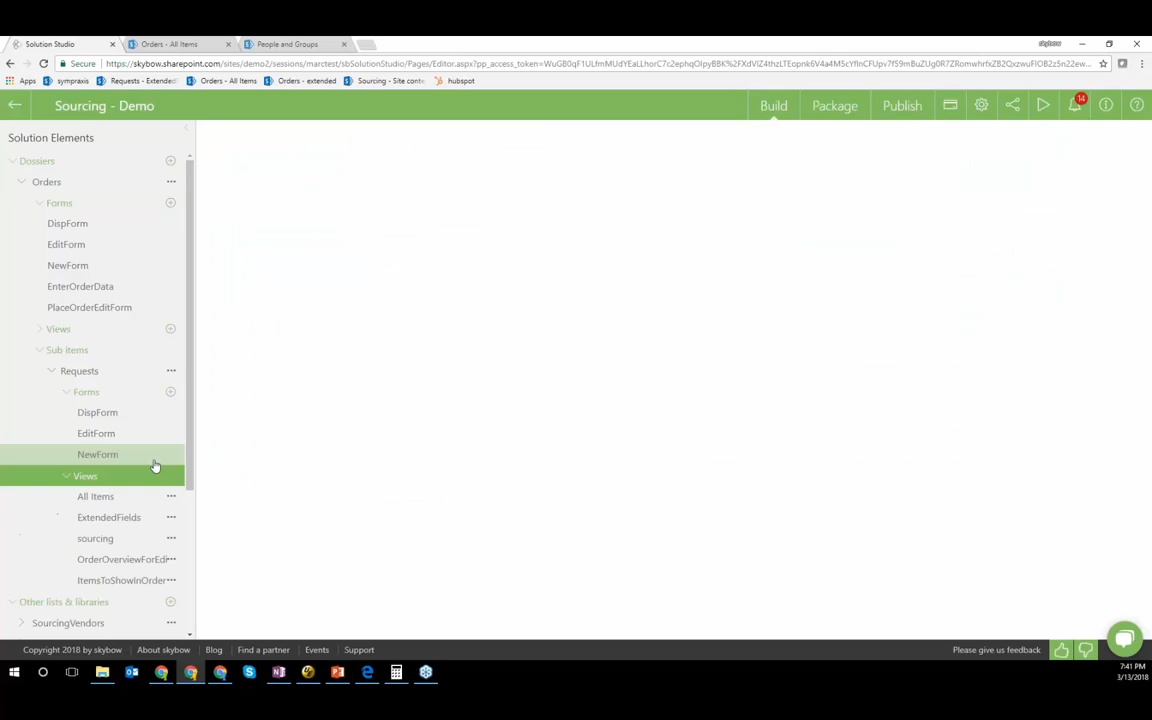 Solution Studio
Orders - All Items
People and Groups
skybow
Secure
Apps
sympraxis
Requests - Extended
Orders - All Items
Orders - extended
Sourcing - Site conte
hubspot
Sourcing - Demo
Build
Package
Publish
14
Solution Elements
Dossiers
Orders
Forms
DispForm
EditForm
NewForm
EnterOrderData
PlaceOrderEditForm
Views
Sub items
Requests
Forms
DispForm
EditForm
NewForm
Views
All Items
ExtendedFields
sourcing
OrderOverviewForEdi
ItemsToShowInOrder
Other lists & libraries
SourcingVendors
Copyright 2018 by skybow
About skybow
Blog
Find a partner
Events
Support
Please give us feedback
7:41 PM
3/13/2018